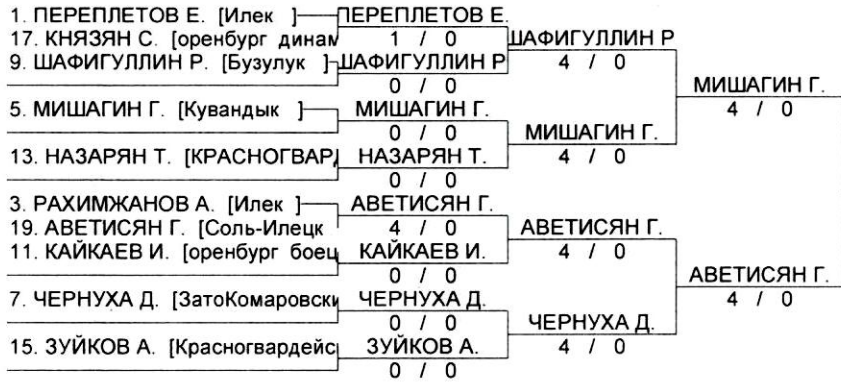 1. ПЕРЕПЛЕТОВ Е. [Илек ] ПЕРЕПЛЕТОВ Е.
17. КНЯЗЯН С. [оренбург динам 1 / 0 ШАФИГУЛЛИН Р
9. ШАФИГУЛЛИН Р. [Бузулук ] ШАФИГУЛЛИН Р 4 / 0
0 / 0 МИШАГИН Г.
5. МИШАГИН Г. [Кувандык ] МИШАГИН Г. 4 / 0
0 / 0 МИШАГИН Г.
13. НАЗАРЯН Т. [КРАСНОГВАРД НАЗАРЯН Т. 4 / 0
0 / 0
3. РАХИМЖАНОВ А. [Илек ] АВЕТИСЯН Г.
19. АВЕТИСЯН Г. [Соль-Илецк 4 / 0 АВЕТИСЯН Г.
11. КАЙКАЕВ И. [оренбург боец КАЙКАЕВ И. 4 / 0
0 / 0 АВЕТИСЯН Г.
7. ЧЕРНУХА Д. [ЗатоКомаровски ЧЕРНУХА Д. 4 / 0
0 / 0 ЧЕРНУХА Д.
15. ЗУЙКОВ А. [Красногвардейс ЗУЙКОВ А. 4 / 0
0 / 0